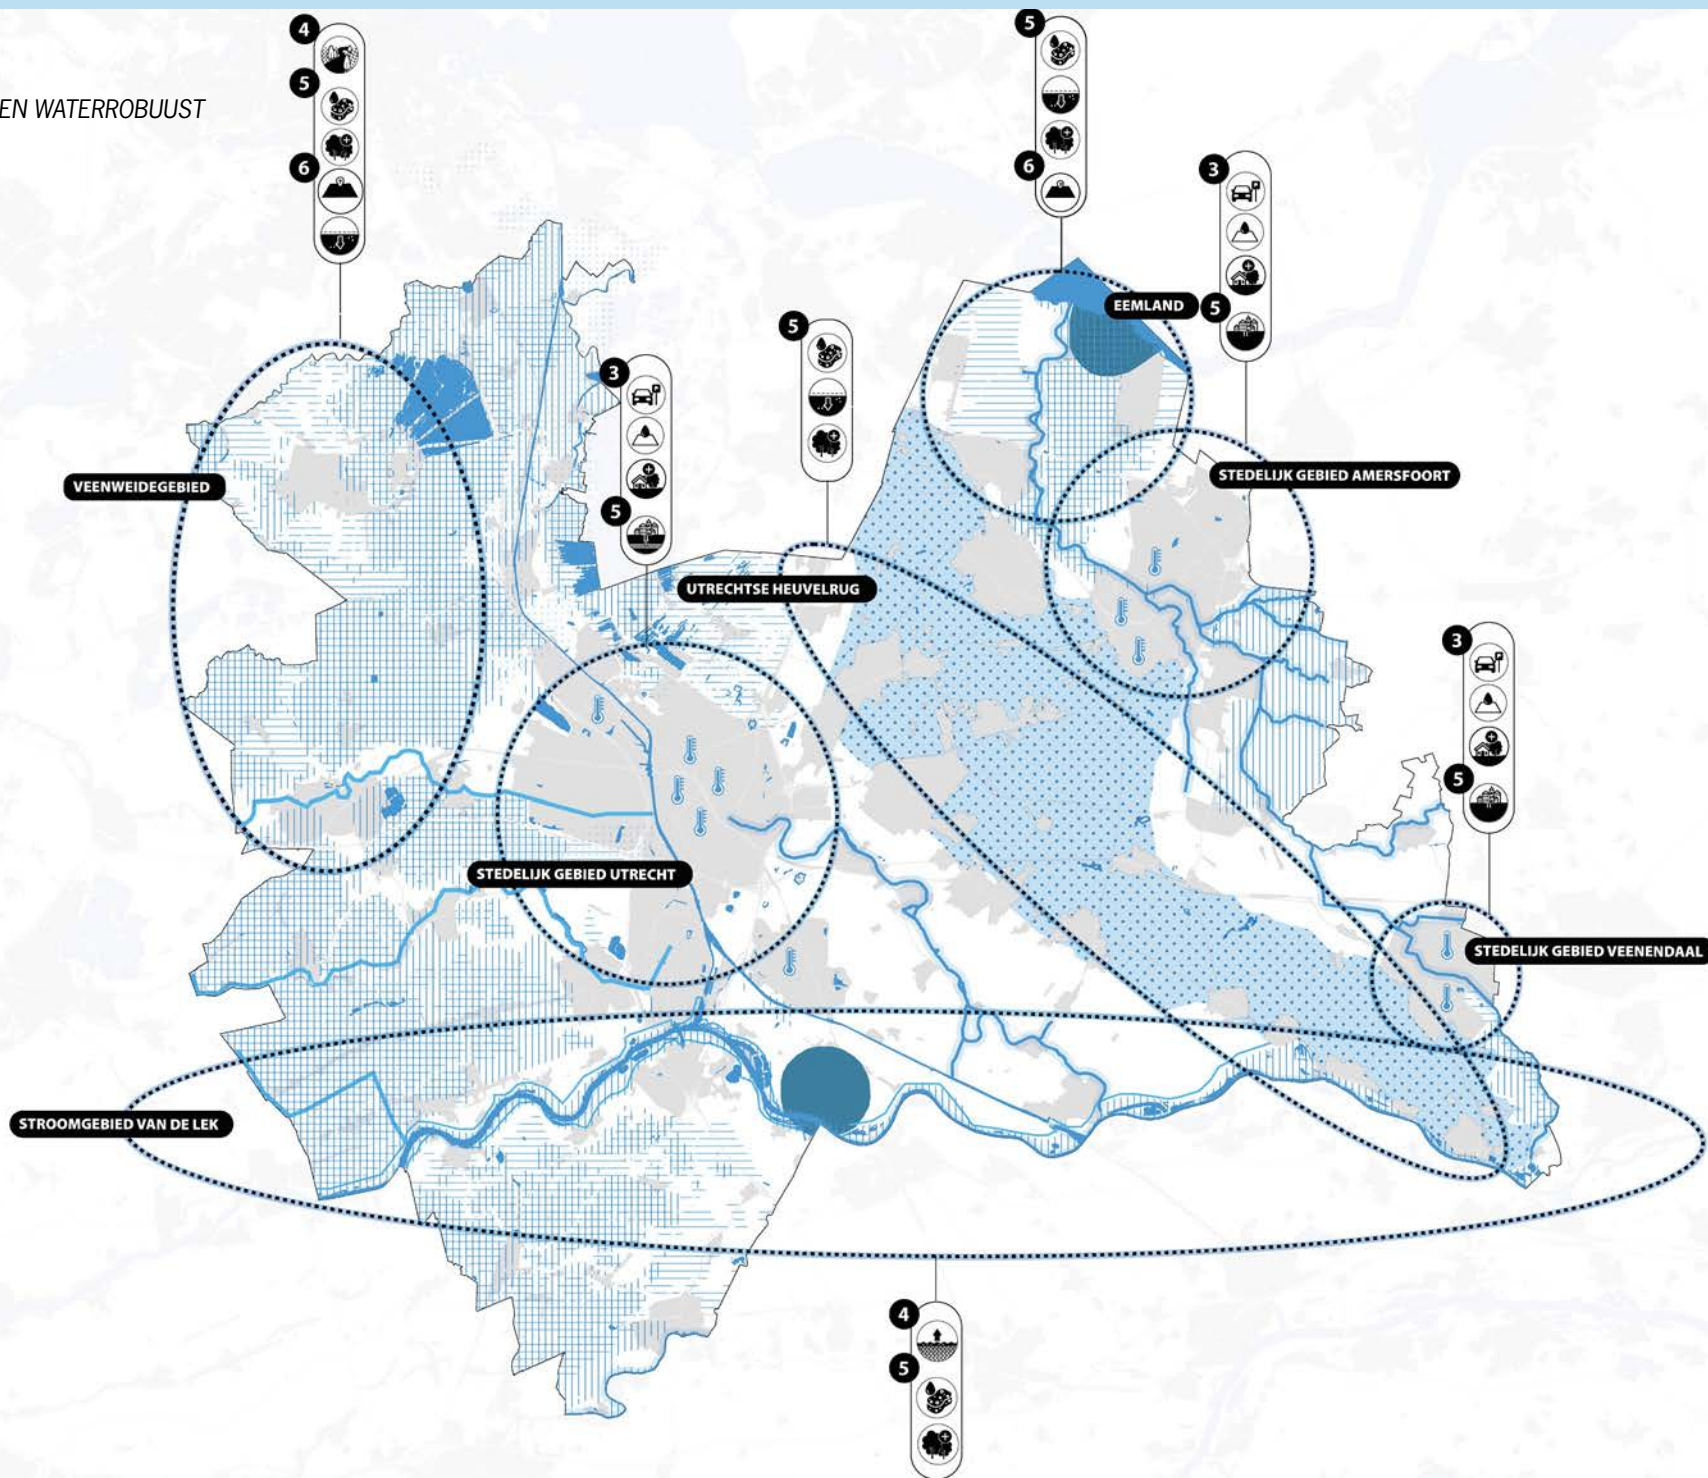 EN WATERROBUUST
4
5
6
5
6
3
5
EEMLAND
5
3
5
VEENWEIDEGEBIED
STEDELIJK GEBIED AMERSFOORT
UTRECHTSE HEUVELRUG
3
5
STEDELIJK GEBIED UTRECHT
STEDELIJK GEBIED VEENENDAAL
STROOMGEBIED VAN DE LEK
4
5